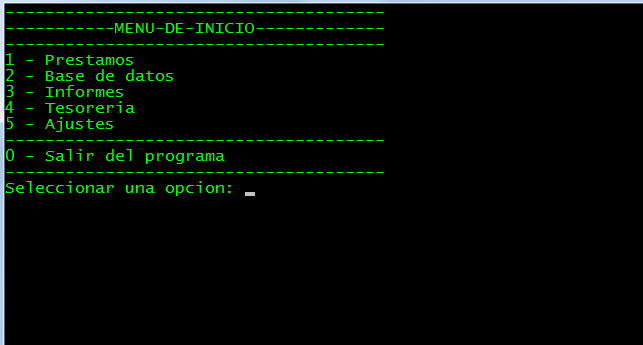 --------------------------------------
-----------MENU-DE-INICIO-------------
--------------------------------------
1 - Prestamos
2 - Base de datos
3 - Informes
4 - Tesoreria
5 - Ajustes
--------------------------------------
0 - Salir del programa
--------------------------------------
Seleccionar una opcion: _